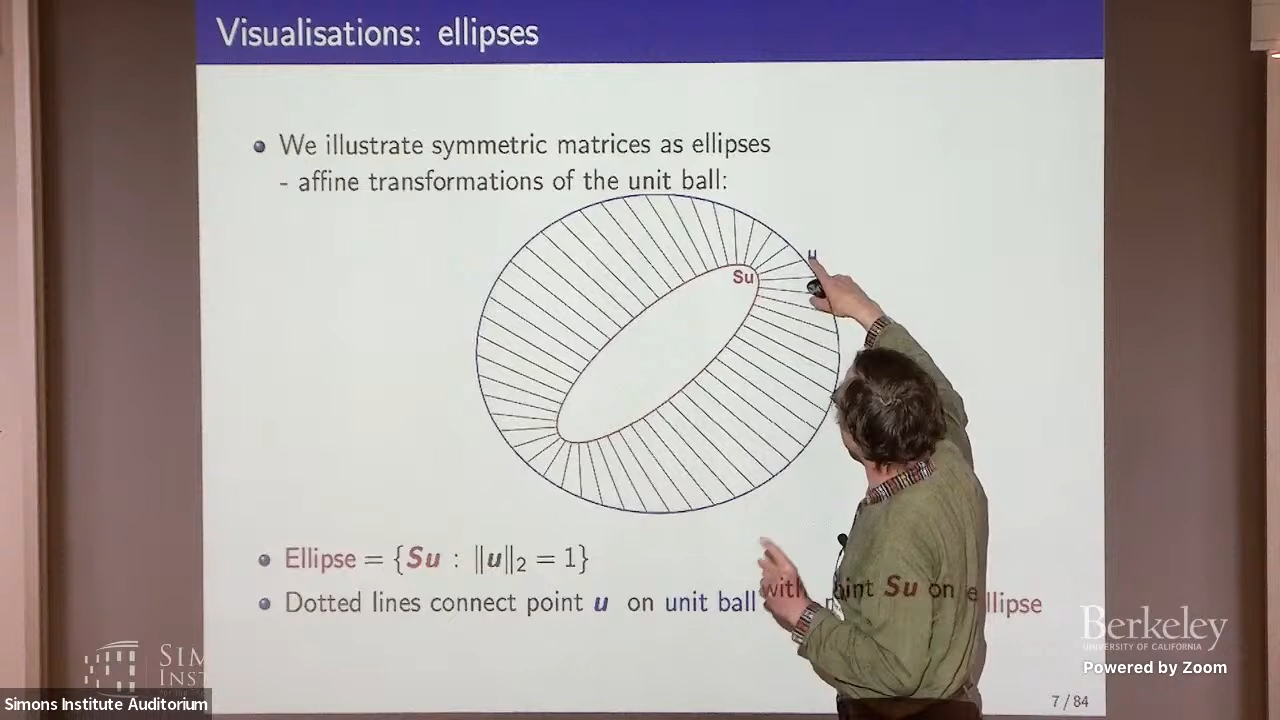 Visualisations: ellipses
We illustrate symmetric matrices as ellipses
- affine transformations of the unit ball:
u
Su
Ellipse = {Su : ‖u‖₂ = 1}
Dotted lines connect point u on unit ball with point Su on ellipse
Berkeley
UNIVERSITY OF CALIFORNIA
Powered by Zoom
Simons Institute Auditorium
7 / 84